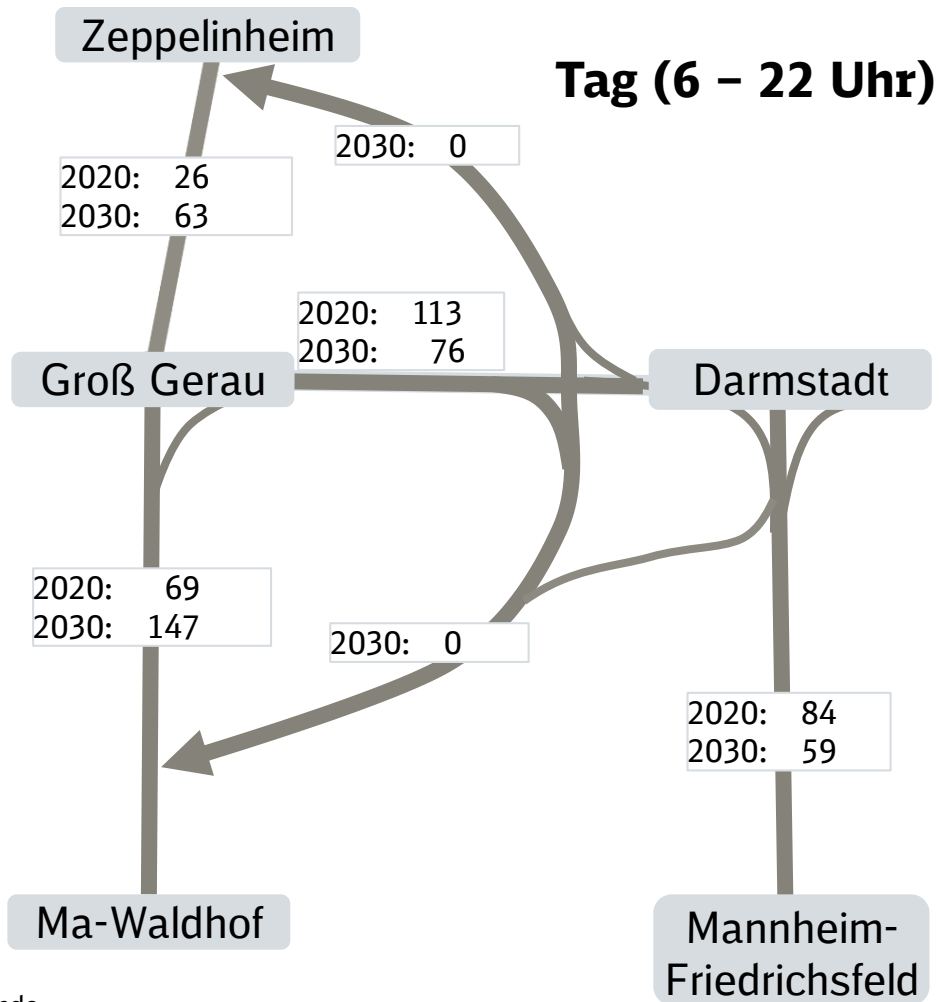 Zeppelinheim
Tag (6 – 22 Uhr)
2030: 0
2020: 26
2030: 63
2020: 113
2030: 76
Groß Gerau
Darmstadt
2020: 69
2030: 147
2030: 0
2020: 84
2030: 59
Ma-Waldhof
Mannheim-
Friedrichsfeld